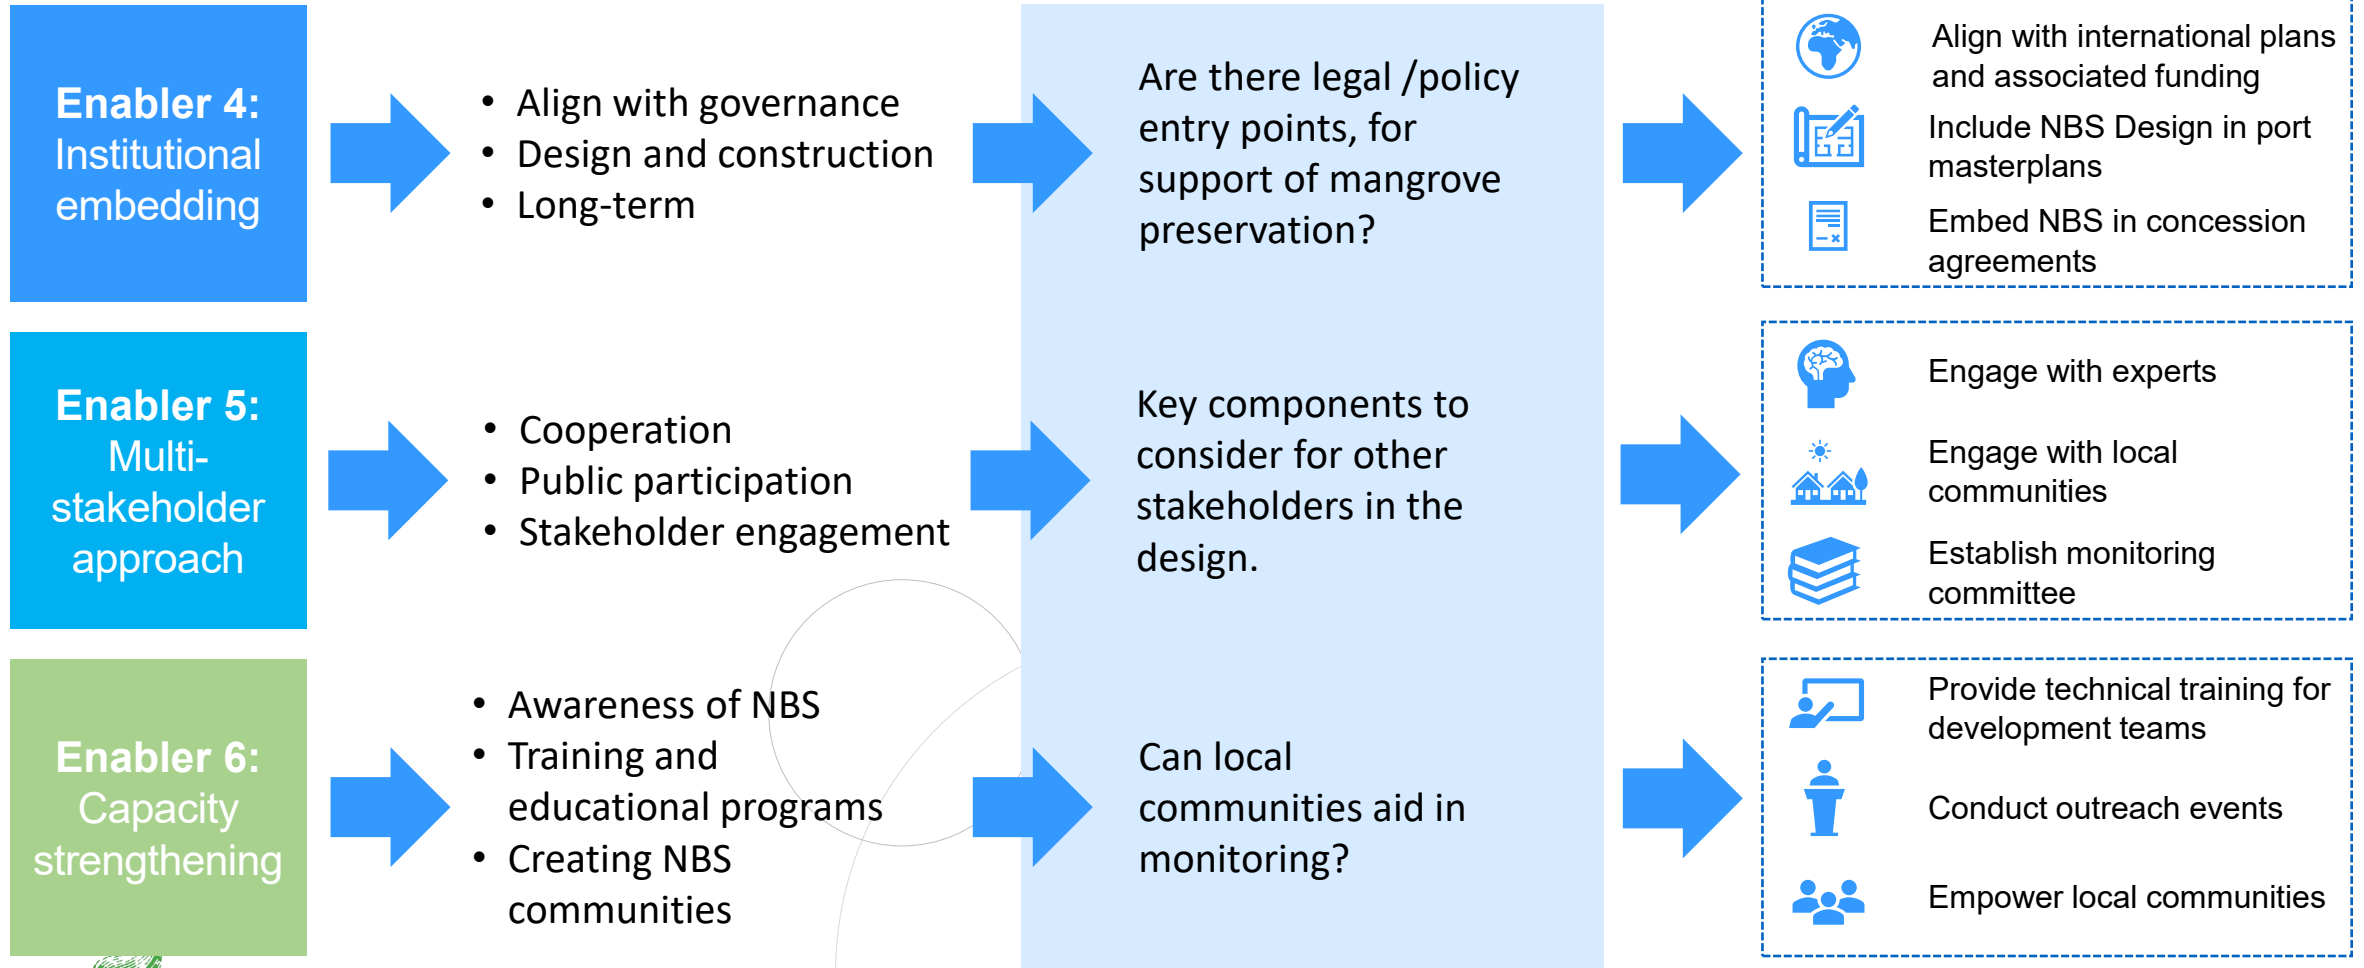 Enabler 4:
Institutional
embedding
• Align with governance
• Design and construction
• Long-term
Are there legal /policy
entry points, for
support of mangrove
preservation?
Align with international plans
and associated funding
Include NBS Design in port
masterplans
Embed NBS in concession
agreements
Enabler 5:
Multi-
stakeholder
approach
• Cooperation
• Public participation
• Stakeholder engagement
Key components to
consider for other
stakeholders in the
design.
Engage with experts
Engage with local
communities
Establish monitoring
committee
Enabler 6:
Capacity
strengthening
• Awareness of NBS
• Training and
educational programs
• Creating NBS
communities
Can local
communities aid in
monitoring?
Provide technical training for
development teams
Conduct outreach events
Empower local communities